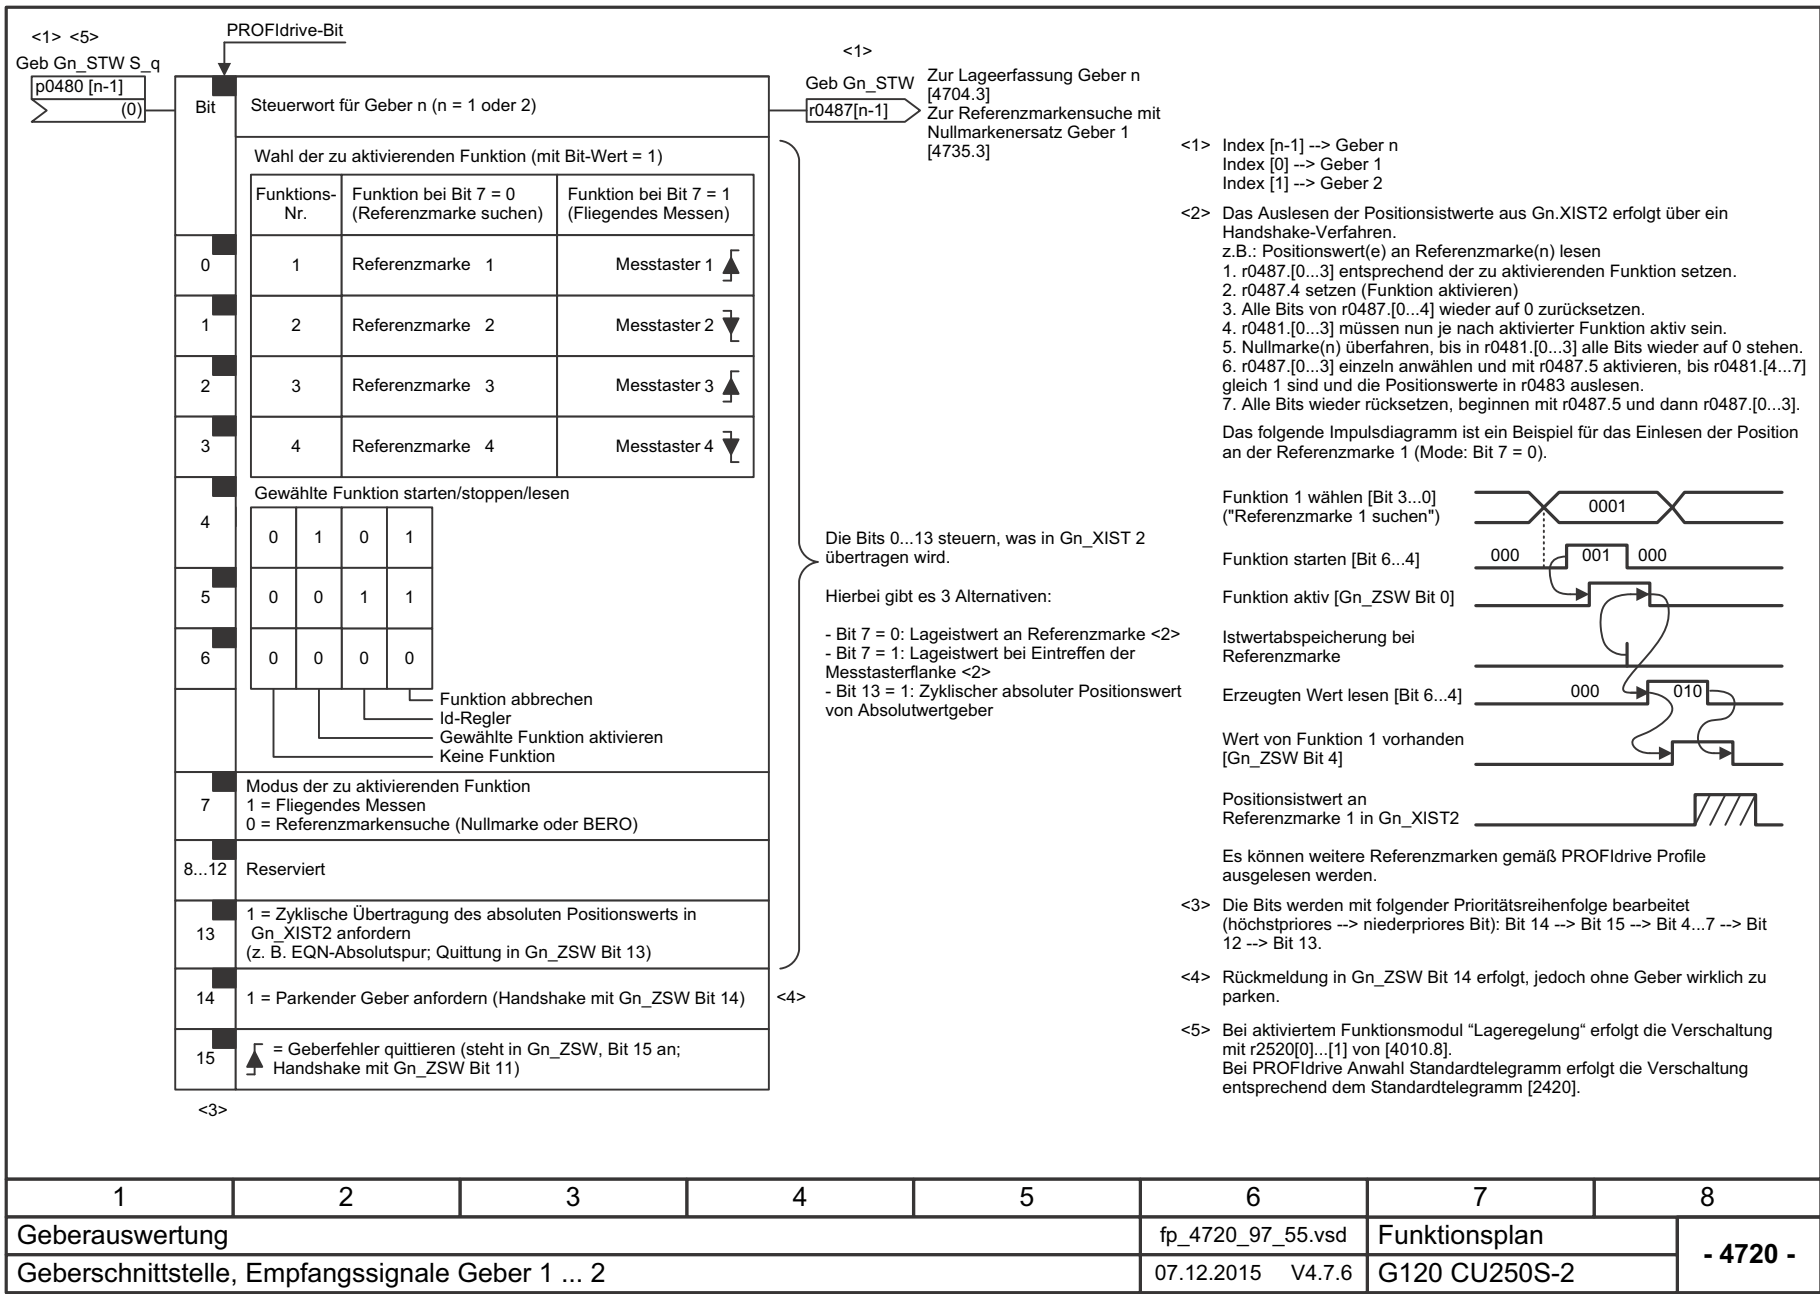 <1> <5>
Geb Gn_STW S_q
p0480 [n-1]
(0)
PROFIdrive-Bit
Bit
Steuerwort für Geber n (n = 1 oder 2)
<1>
Geb Gn_STW
r0487[n-1]
Zur Lageerfassung Geber n
[4704.3]
Zur Referenzmarkensuche mit
Nullmarkenersatz Geber 1
[4735.3]
Wahl der zu aktivierenden Funktion (mit Bit-Wert = 1)
Funktions-
Nr.
Funktion bei Bit 7 = 0
(Referenzmarke suchen)
Funktion bei Bit 7 = 1
(Fliegendes Messen)
0
1
Referenzmarke 1
Messtaster 1
1
2
Referenzmarke 2
Messtaster 2
2
3
Referenzmarke 3
Messtaster 3
3
4
Referenzmarke 4
Messtaster 4
Gewählte Funktion starten/stoppen/lesen
4
0 1 0 1
5
0 0 1 1
6
0 0 0 0
Funktion abbrechen
Id-Regler
Gewählte Funktion aktivieren
Keine Funktion
7
Modus der zu aktivierenden Funktion
1 = Fliegendes Messen
0 = Referenzmarkensuche (Nullmarke oder BERO)
8...12
Reserviert
13
1 = Zyklische Übertragung des absoluten Positionswerts in
Gn_XIST2 anfordern
(z. B. EQN-Absolutspur; Quittung in Gn_ZSW Bit 13)
14
1 = Parkender Geber anfordern (Handshake mit Gn_ZSW Bit 14)
<4>
15
= Geberfehler quittieren (steht in Gn_ZSW, Bit 15 an;
Handshake mit Gn_ZSW Bit 11)
<3>
Die Bits 0...13 steuern, was in Gn_XIST 2
übertragen wird.
Hierbei gibt es 3 Alternativen:
- Bit 7 = 0: Lageistwert an Referenzmarke <2>
- Bit 7 = 1: Lageistwert bei Eintreffen der
Messtasterflanke <2>
- Bit 13 = 1: Zyklischer absoluter Positionswert
von Absolutwertgeber
<1> Index [n-1] --> Geber n
Index [0] --> Geber 1
Index [1] --> Geber 2
<2> Das Auslesen der Positionsistwerte aus Gn.XIST2 erfolgt über ein
Handshake-Verfahren.
z.B.: Positionswert(e) an Referenzmarke(n) lesen
1. r0487.[0...3] entsprechend der zu aktivierenden Funktion setzen.
2. r0487.4 setzen (Funktion aktivieren)
3. Alle Bits von r0487.[0...4] wieder auf 0 zurücksetzen.
4. r0481.[0...3] müssen nun je nach aktivierter Funktion aktiv sein.
5. Nullmarke(n) überfahren, bis in r0481.[0...3] alle Bits wieder auf 0 stehen.
6. r0487.[0...3] einzeln anwählen und mit r0487.5 aktivieren, bis r0481.[4...7]
gleich 1 sind und die Positionswerte in r0483 auslesen.
7. Alle Bits wieder rücksetzen, beginnen mit r0487.5 und dann r0487.[0...3].
Das folgende Impulsdiagramm ist ein Beispiel für das Einlesen der Position
an der Referenzmarke 1 (Mode: Bit 7 = 0).
Funktion 1 wählen [Bit 3...0]
("Referenzmarke 1 suchen")
0001
Funktion starten [Bit 6...4]
000 001 000
Funktion aktiv [Gn_ZSW Bit 0]
Istwertabspeicherung bei
Referenzmarke
Erzeugten Wert lesen [Bit 6...4]
000 010
Wert von Funktion 1 vorhanden
[Gn_ZSW Bit 4]
Positionsistwert an
Referenzmarke 1 in Gn_XIST2
Es können weitere Referenzmarken gemäß PROFIdrive Profile
ausgelesen werden.
<3> Die Bits werden mit folgender Prioritätsreihenfolge bearbeitet
(höchstpriores --> niederpriores Bit): Bit 14 --> Bit 15 --> Bit 4...7 --> Bit
12 --> Bit 13.
<4> Rückmeldung in Gn_ZSW Bit 14 erfolgt, jedoch ohne Geber wirklich zu
parken.
<5> Bei aktiviertem Funktionsmodul “Lageregelung“ erfolgt die Verschaltung
mit r2520[0]...[1] von [4010.8].
Bei PROFIdrive Anwahl Standardtelegramm erfolgt die Verschaltung
entsprechend dem Standardtelegramm [2420].
1 2 3 4 5 6 7 8
Geberauswertung
fp_4720_97_55.vsd
Funktionsplan
- 4720 -
Geberschnittstelle, Empfangssignale Geber 1 ... 2
07.12.2015 V4.7.6
G120 CU250S-2